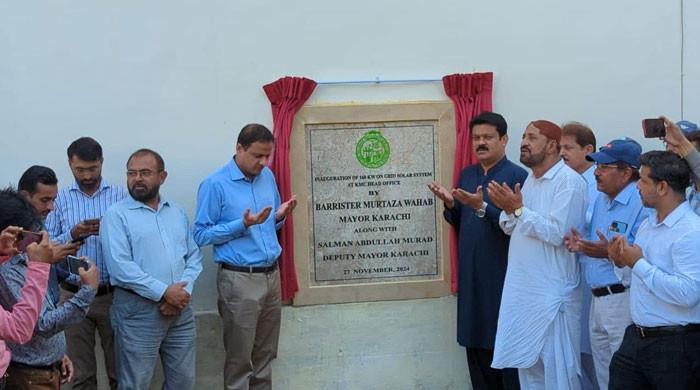 INAUGURATION OF 160 KW ON GRID SOLAR SYSTEM
AT KMC HEAD OFFICE
BY
BARRISTER MURTAZA WAHAB
MAYOR KARACHI
ALONG WITH
SALMAN ABDULLAH MURAD
DEPUTY MAYOR KARACHI
27 NOVEMBER, 2024